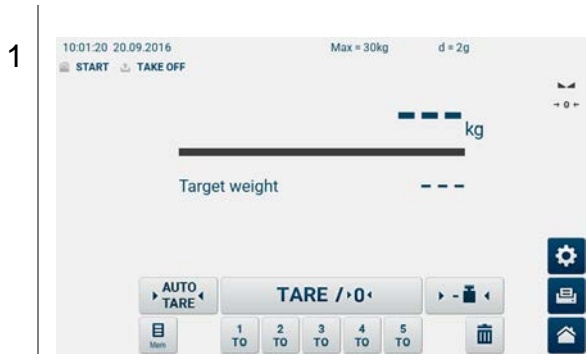 1
10:01:20 20.09.2016 Max = 30kg d = 2g
START TAKE OFF
→ 0 ←
--- kg
Target weight ---
AUTO TARE
TARE / 0
-
Mem
1 TO
2 TO
3 TO
4 TO
5 TO